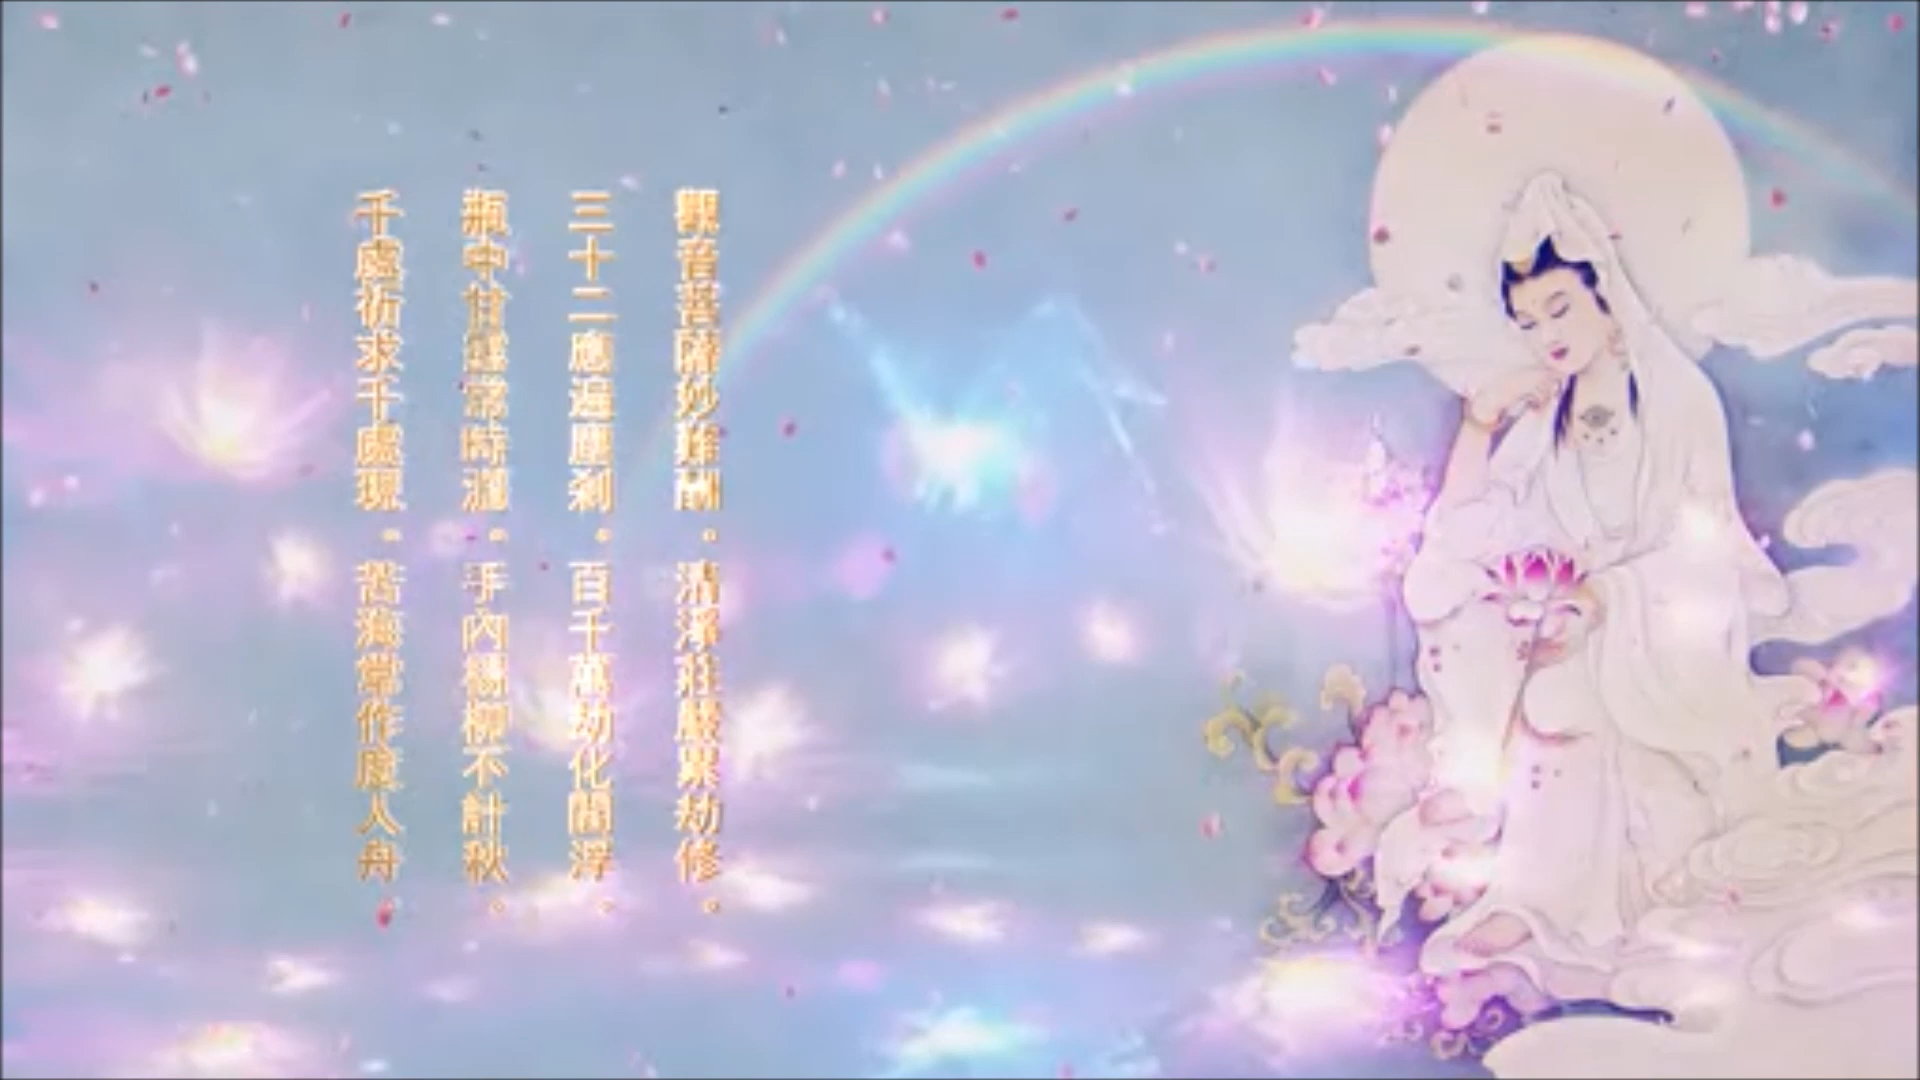 觀音菩薩妙難酬．清淨莊嚴累劫修．
三十二應遍塵剎．百千萬劫化閻浮．
瓶中甘露常時灑．手內楊柳不計秋．
千處祈求千處現．苦海常作度人舟．